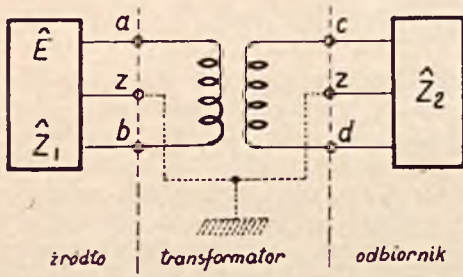 a
c
Ê
z
z
Ẑ₂
Ẑ₁
b
d
źródło
transformator
odbiornik